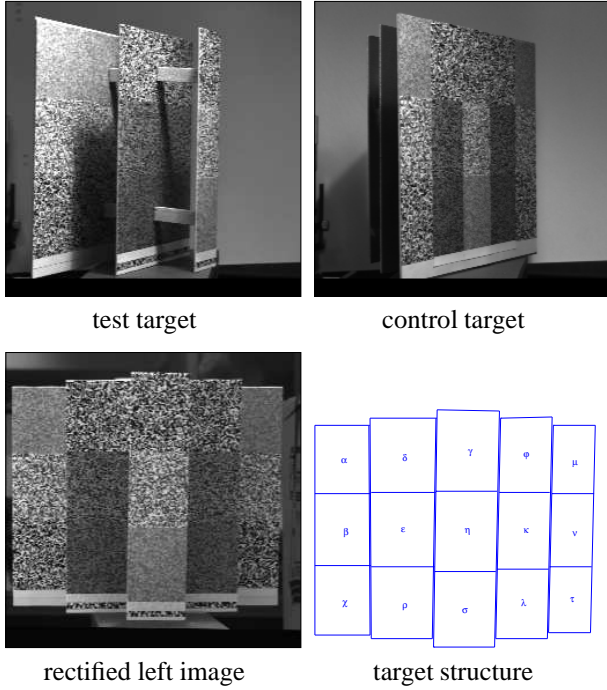 test target
control target
γ
φ
δ
α
μ
ε
η
κ
β
ν
χ
ρ
σ
λ
τ
rectified left image
target structure